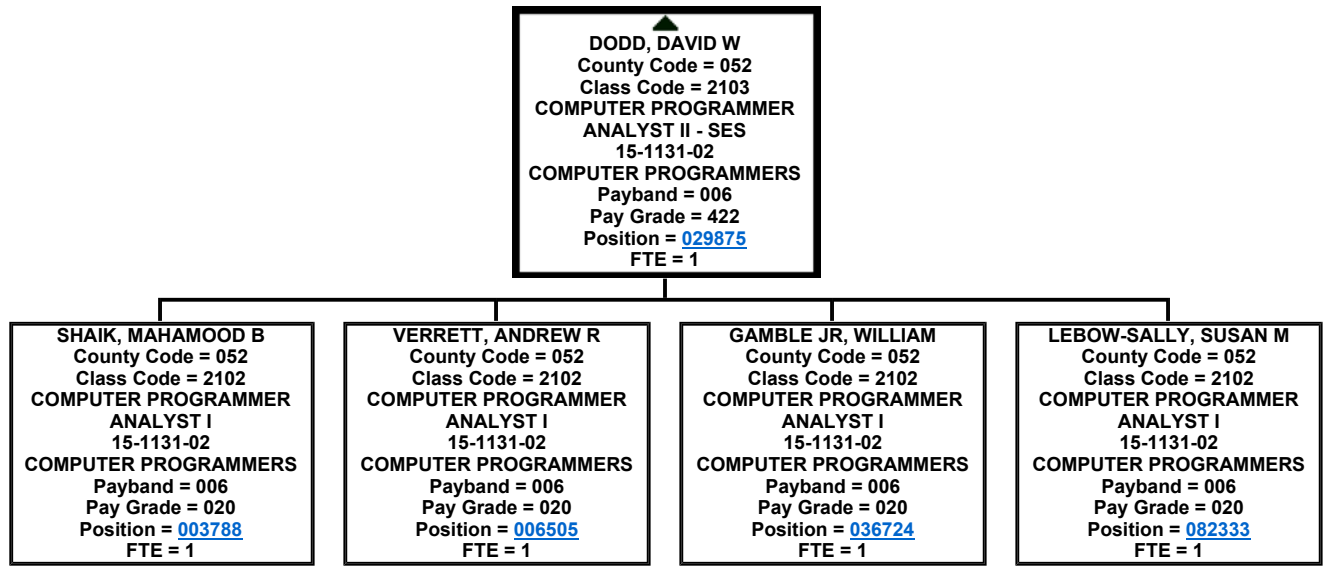 DODD, DAVID W
County Code = 052
Class Code = 2103
COMPUTER PROGRAMMER
ANALYST II - SES
15-1131-02
COMPUTER PROGRAMMERS
Payband = 006
Pay Grade = 422
Position = 029875
FTE = 1
SHAIK, MAHAMOOD B
County Code = 052
Class Code = 2102
COMPUTER PROGRAMMER
ANALYST I
15-1131-02
COMPUTER PROGRAMMERS
Payband = 006
Pay Grade = 020
Position = 003788
FTE = 1
VERRETT, ANDREW R
County Code = 052
Class Code = 2102
COMPUTER PROGRAMMER
ANALYST I
15-1131-02
COMPUTER PROGRAMMERS
Payband = 006
Pay Grade = 020
Position = 006505
FTE = 1
GAMBLE JR, WILLIAM
County Code = 052
Class Code = 2102
COMPUTER PROGRAMMER
ANALYST I
15-1131-02
COMPUTER PROGRAMMERS
Payband = 006
Pay Grade = 020
Position = 036724
FTE = 1
LEBOW-SALLY, SUSAN M
County Code = 052
Class Code = 2102
COMPUTER PROGRAMMER
ANALYST I
15-1131-02
COMPUTER PROGRAMMERS
Payband = 006
Pay Grade = 020
Position = 082333
FTE = 1